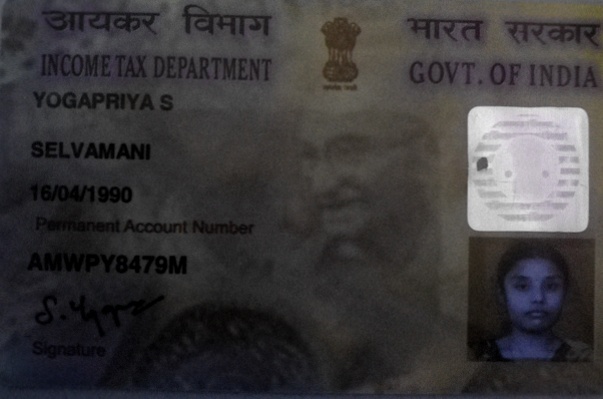 आयकर विभाग
भारत सरकार
INCOME TAX DEPARTMENT
GOVT. OF INDIA
YOGAPRIYA S
SELVAMANI
16/04/1990
Permanent Account Number
AMWPY8479M
Signature